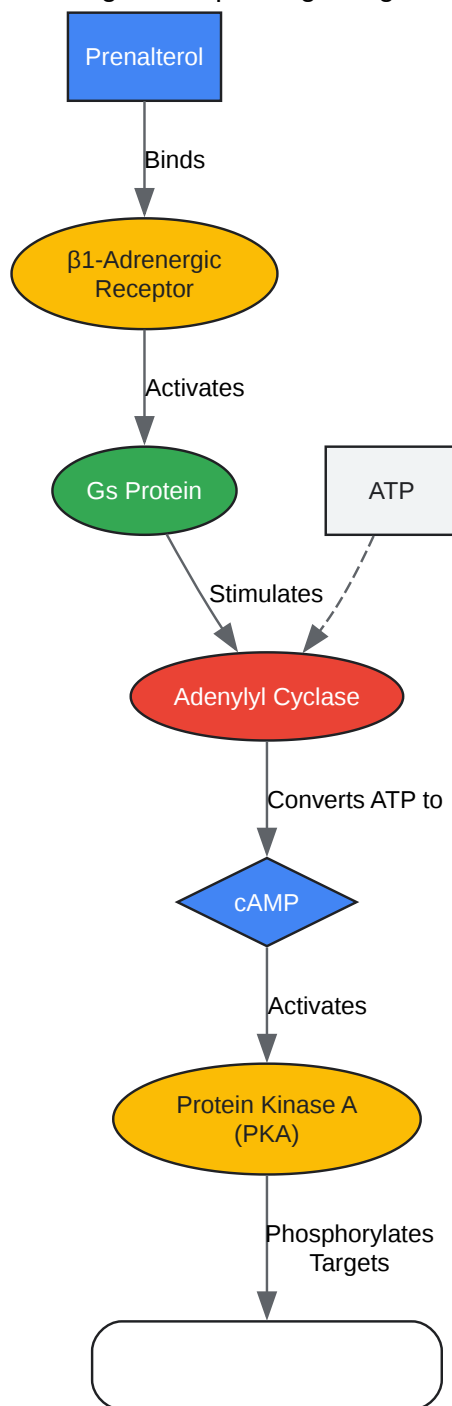 Prenalterol
Binds
β1-Adrenergic
Receptor
Activates
Gs Protein
ATP
Stimulates
Adenylyl Cyclase
Converts ATP to
cAMP
Activates
Protein Kinase A
(PKA)
Phosphorylates
Targets